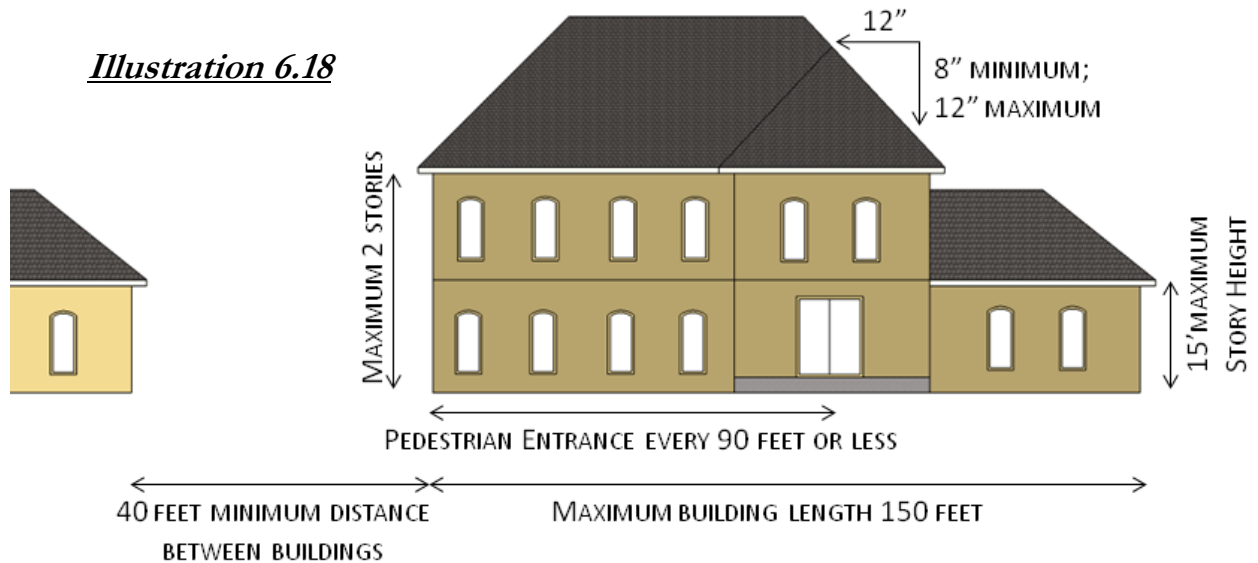 Illustration 6.18
12”
8” MINIMUM;
12” MAXIMUM
MAXIMUM 2 STORIES
15’MAXIMUM
STORY HEIGHT
PEDESTRIAN ENTRANCE EVERY 90 FEET OR LESS
40 FEET MINIMUM DISTANCE
BETWEEN BUILDINGS
MAXIMUM BUILDING LENGTH 150 FEET